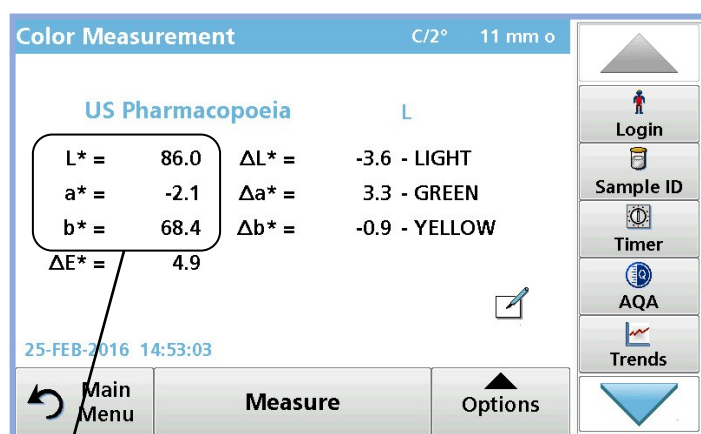 Color Measurement C/2° 11 mm o
US Pharmacopoeia L
L* = 86.0 ΔL* = -3.6 - LIGHT
a* = -2.1 Δa* = 3.3 - GREEN
b* = 68.4 Δb* = -0.9 - YELLOW
ΔE* = 4.9
25-FEB-2016 14:53:03
Main Menu
Measure
Options
Login
Sample ID
Timer
AQA
Trends